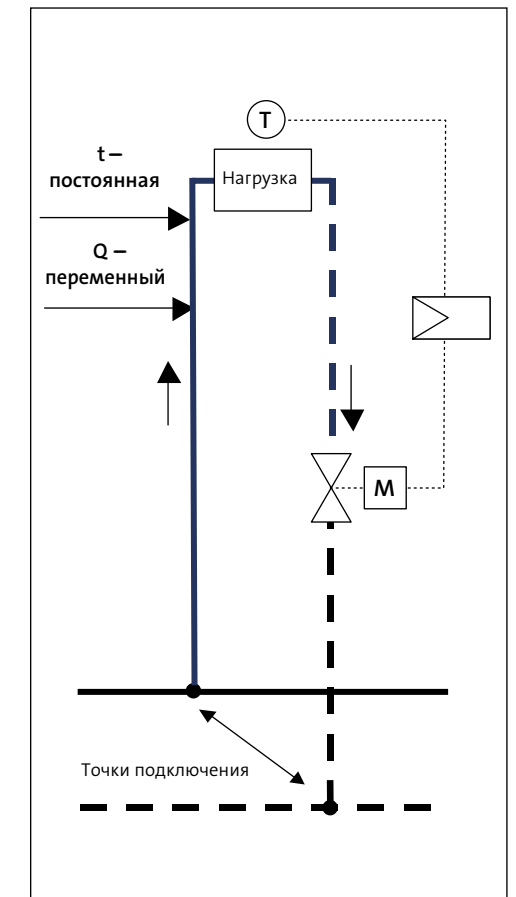 T
t –
постоянная
Нагрузка
Q –
переменный
M
Точки подключения